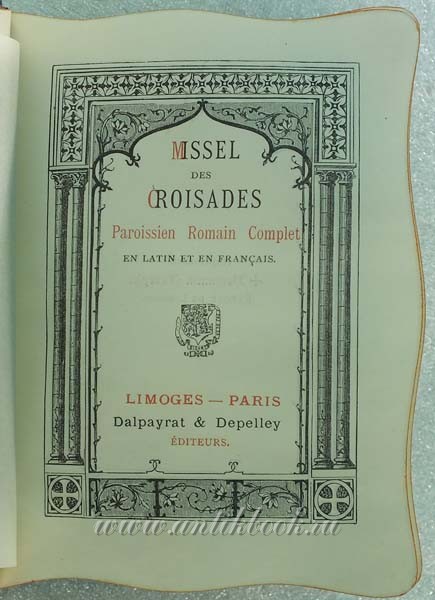 MISSEL
DES
CROISADES
Paroissien Romain Complet
EN LATIN ET EN FRANÇAIS.
LIMOGES — PARIS
Dalpayrat & Depelley
ÉDITEURS.
www.antikbook.ru